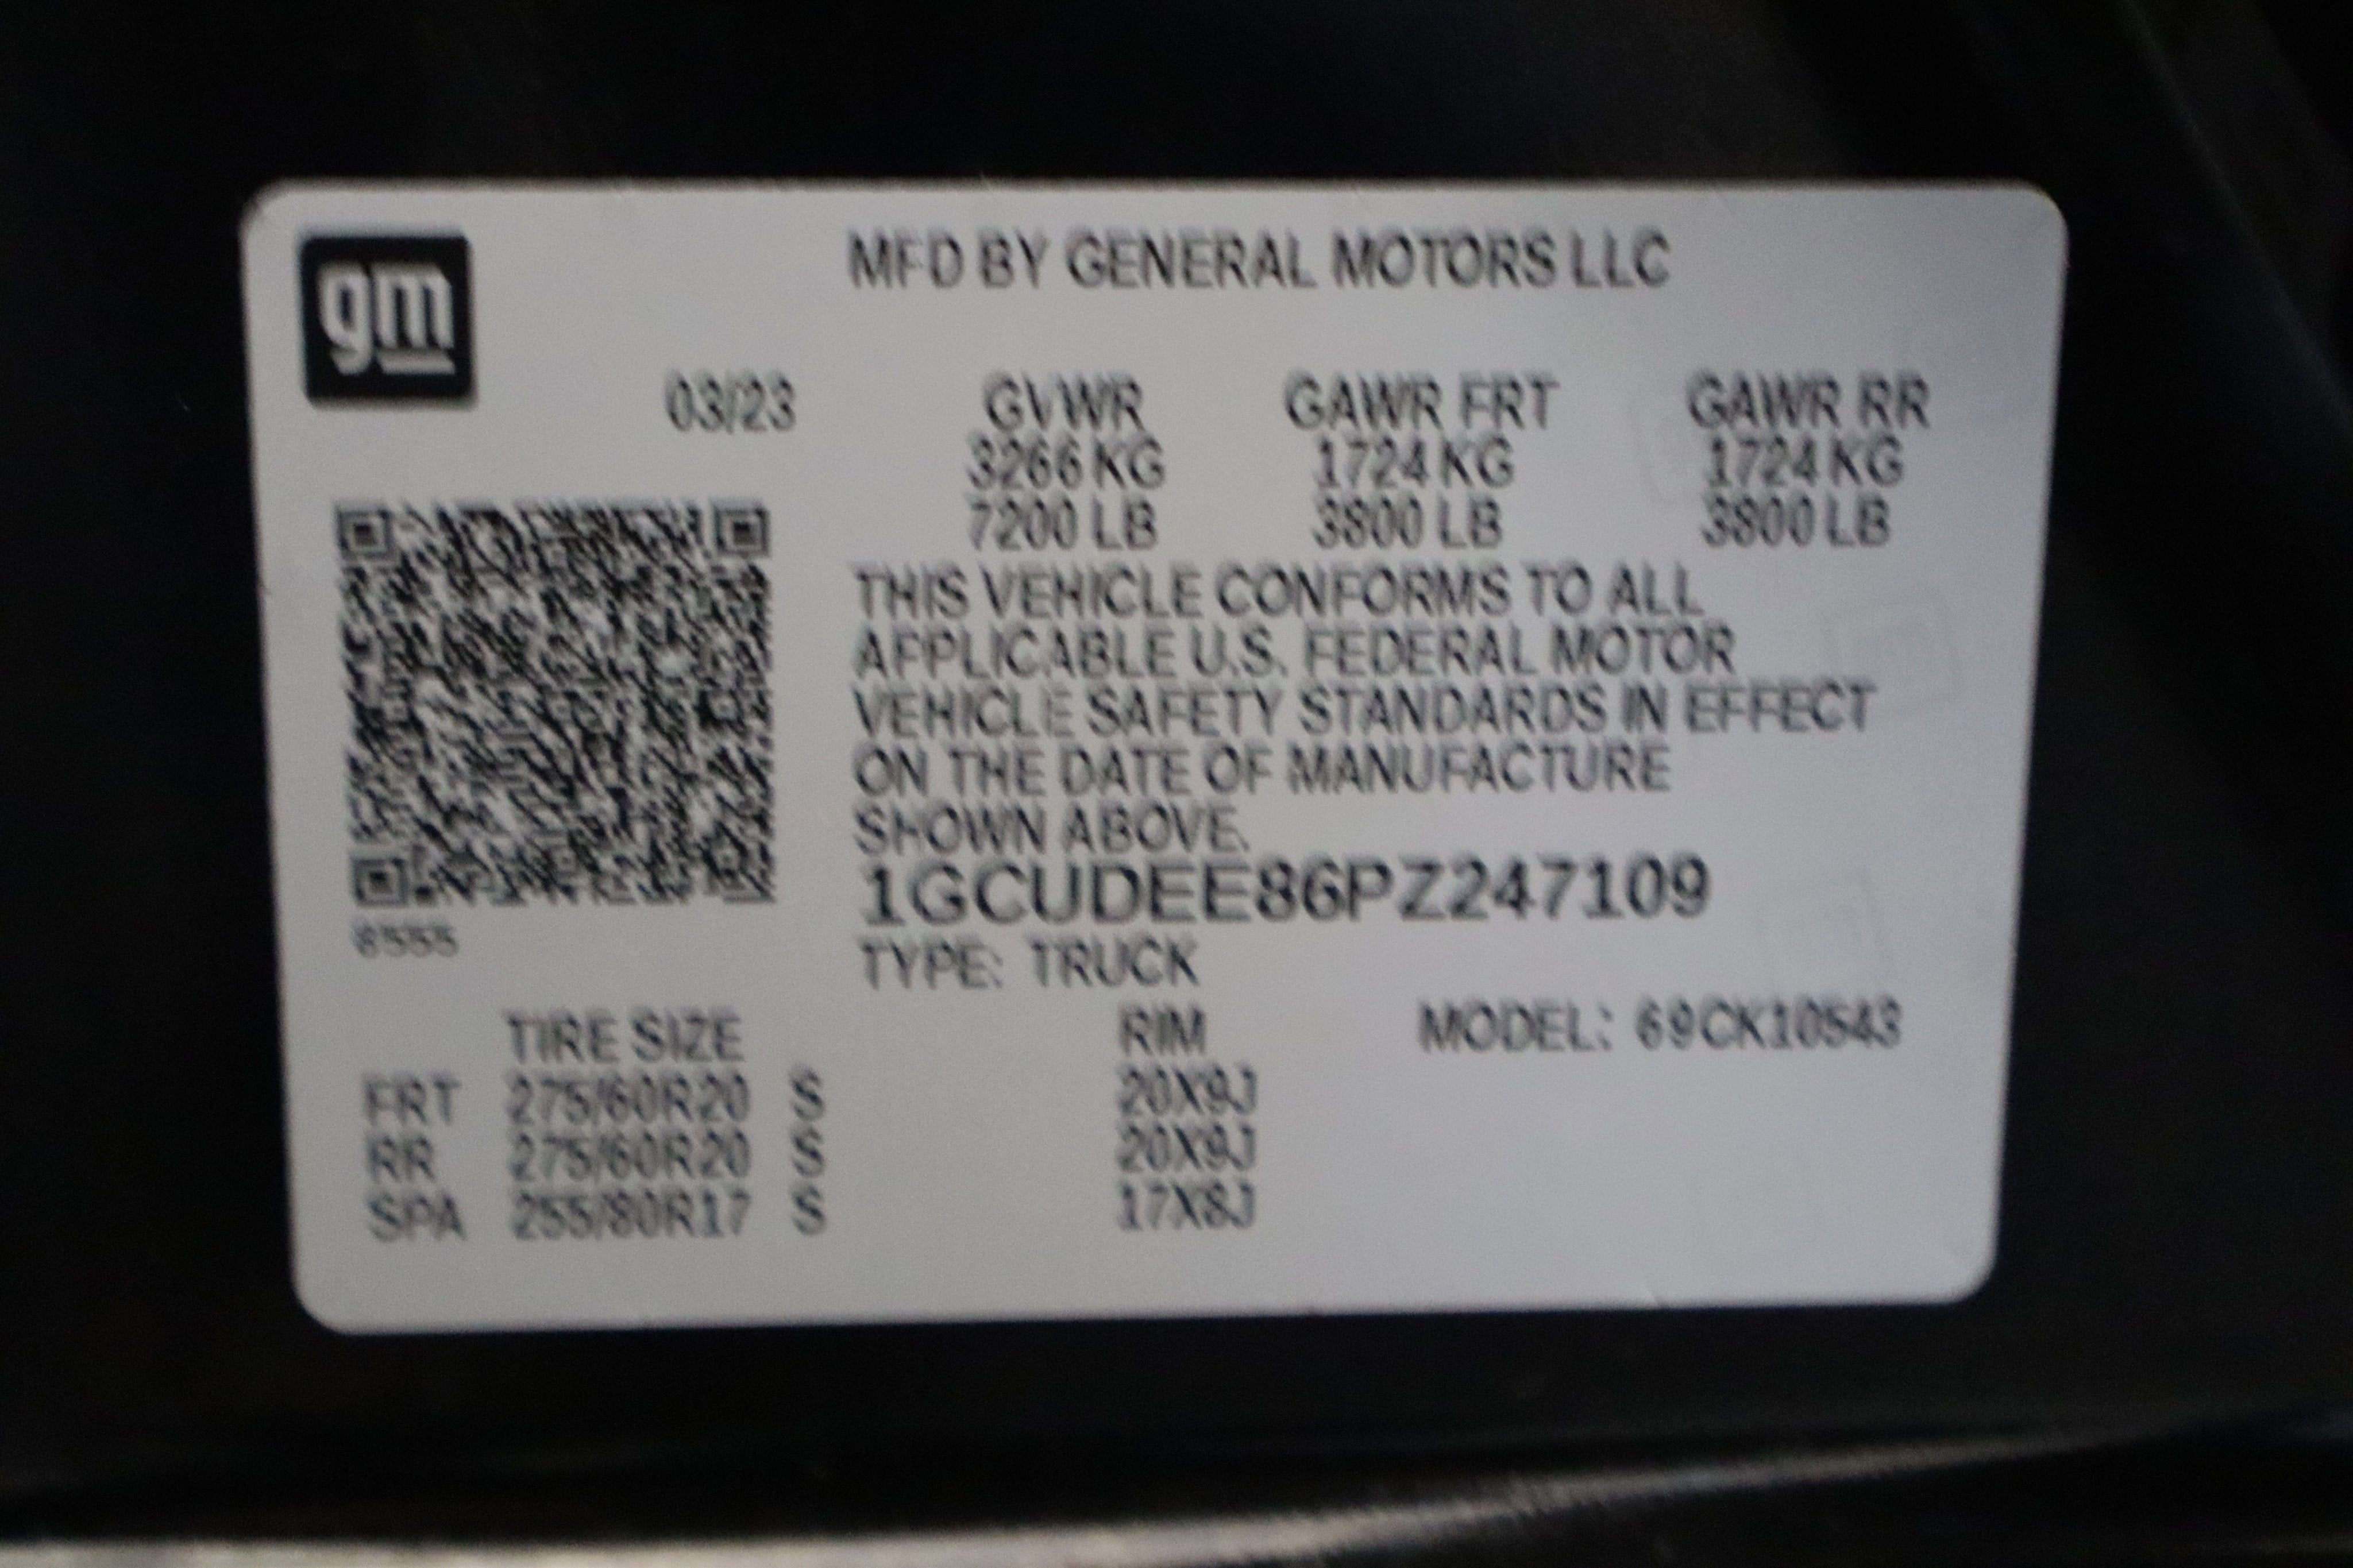 gm
MFD BY GENERAL MOTORS LLC
03/23 GVWR GAWR FRT GAWR RR
3266 KG 1724 KG 1724 KG
7200 LB 3800 LB 3800 LB
THIS VEHICLE CONFORMS TO ALL
APPLICABLE U.S. FEDERAL MOTOR
VEHICLE SAFETY STANDARDS IN EFFECT
ON THE DATE OF MANUFACTURE
SHOWN ABOVE.
1GCUDEE86PZ247109
8555
TYPE: TRUCK
TIRE SIZE RIM MODEL: 69CK10543
FRT 275/60R20 S 20X9J
RR 275/60R20 S 20X9J
SPA 255/80R17 S 17X8J